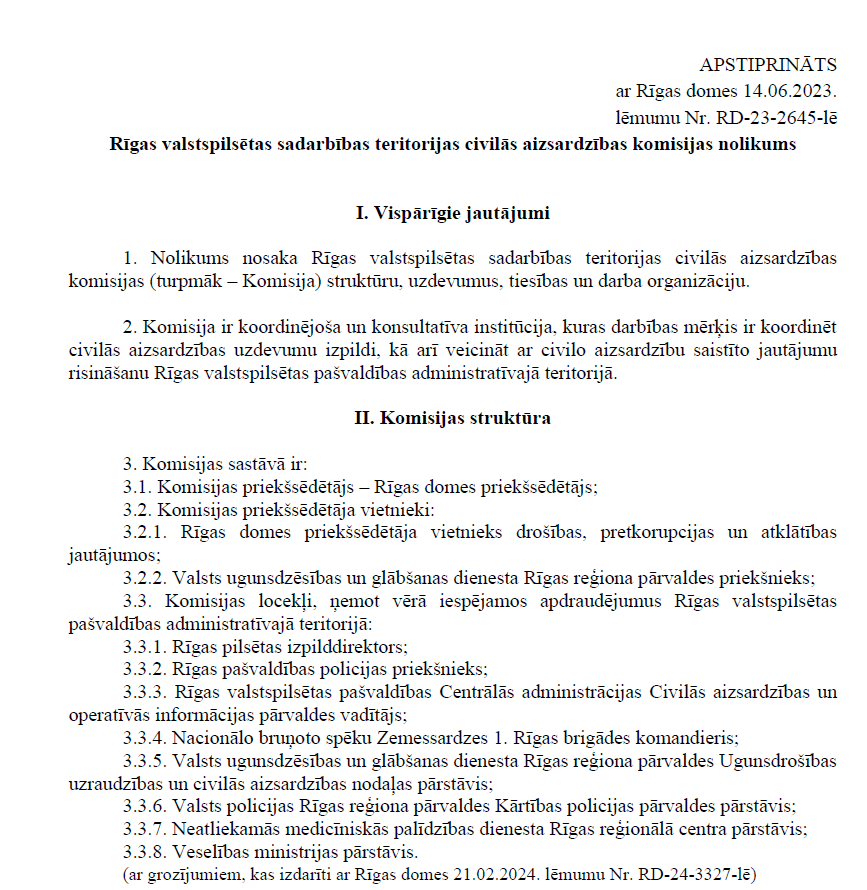 APSTIPRINĀTS
ar Rīgas domes 14.06.2023.
lēmumu Nr. RD-23-2645-lē
Rīgas valstspilsētas sadarbības teritorijas civilās aizsardzības komisijas nolikums
I. Vispārīgie jautājumi
1. Nolikums nosaka Rīgas valstspilsētas sadarbības teritorijas civilās aizsardzības
komisijas (turpmāk – Komisija) struktūru, uzdevumus, tiesības un darba organizāciju.
2. Komisija ir koordinējoša un konsultatīva institūcija, kuras darbības mērķis ir koordinēt
civilās aizsardzības uzdevumu izpildi, kā arī veicināt ar civilo aizsardzību saistīto jautājumu
risināšanu Rīgas valstspilsētas pašvaldības administratīvajā teritorijā.
II. Komisijas struktūra
3. Komisijas sastāvā ir:
3.1. Komisijas priekšsēdētājs – Rīgas domes priekšsēdētājs;
3.2. Komisijas priekšsēdētāja vietnieki:
3.2.1. Rīgas domes priekšsēdētāja vietnieks drošības, pretkorupcijas un atklātības
jautājumos;
3.2.2. Valsts ugunsdzēsības un glābšanas dienesta Rīgas reģiona pārvaldes priekšnieks;
3.3. Komisijas locekļi, ņemot vērā iespējamos apdraudējumus Rīgas valstspilsētas
pašvaldības administratīvajā teritorijā:
3.3.1. Rīgas pilsētas izpilddirektors;
3.3.2. Rīgas pašvaldības policijas priekšnieks;
3.3.3. Rīgas valstspilsētas pašvaldības Centrālās administrācijas Civilās aizsardzības un
operatīvās informācijas pārvaldes vadītājs;
3.3.4. Nacionālo bruņoto spēku Zemessardzes 1. Rīgas brigādes komandieris;
3.3.5. Valsts ugunsdzēsības un glābšanas dienesta Rīgas reģiona pārvaldes Ugunsdrošības
uzraudzības un civilās aizsardzības nodaļas pārstāvis;
3.3.6. Valsts policijas Rīgas reģiona pārvaldes Kārtības policijas pārvaldes pārstāvis;
3.3.7. Neatliekamās medicīniskās palīdzības dienesta Rīgas reģionālā centra pārstāvis;
3.3.8. Veselības ministrijas pārstāvis.
(ar grozījumiem, kas izdarīti ar Rīgas domes 21.02.2024. lēmumu Nr. RD-24-3327-lē)